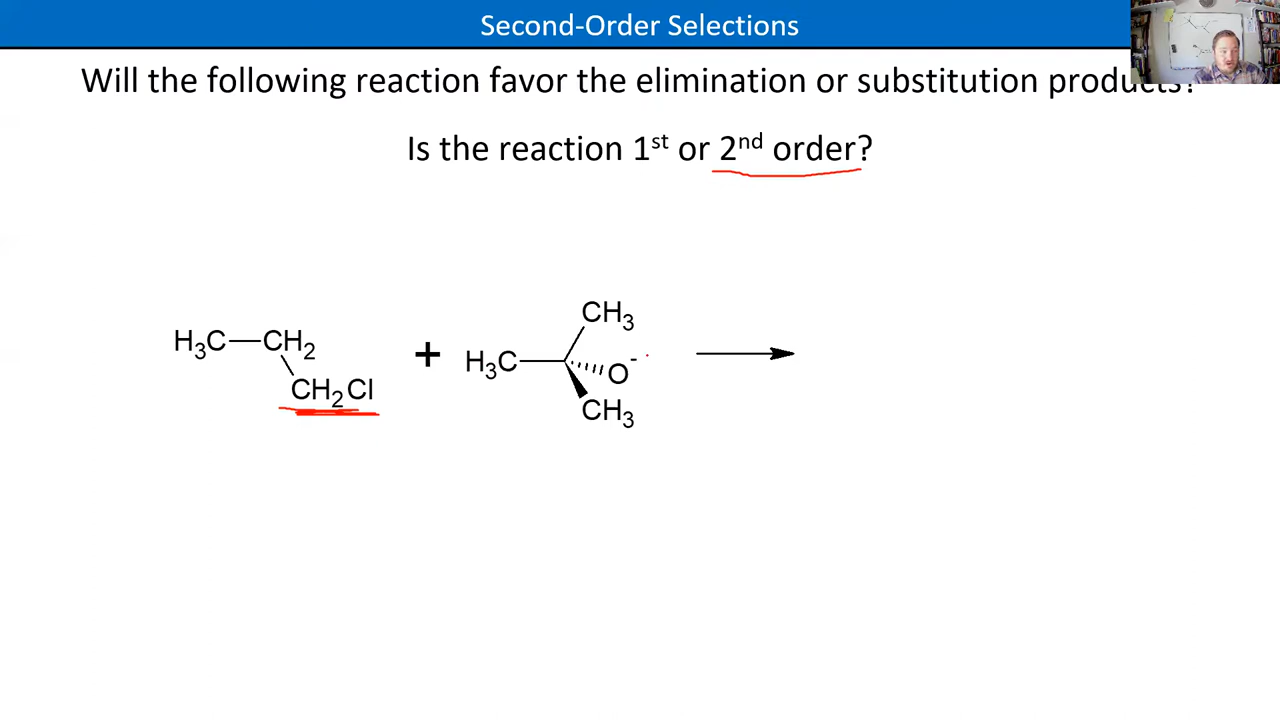 Second-Order Selections
Will the following reaction favor the elimination or substitution products?
Is the reaction 1st or 2nd order?
H3C—CH2
CH2Cl
+
H3C
CH3
O-
CH3